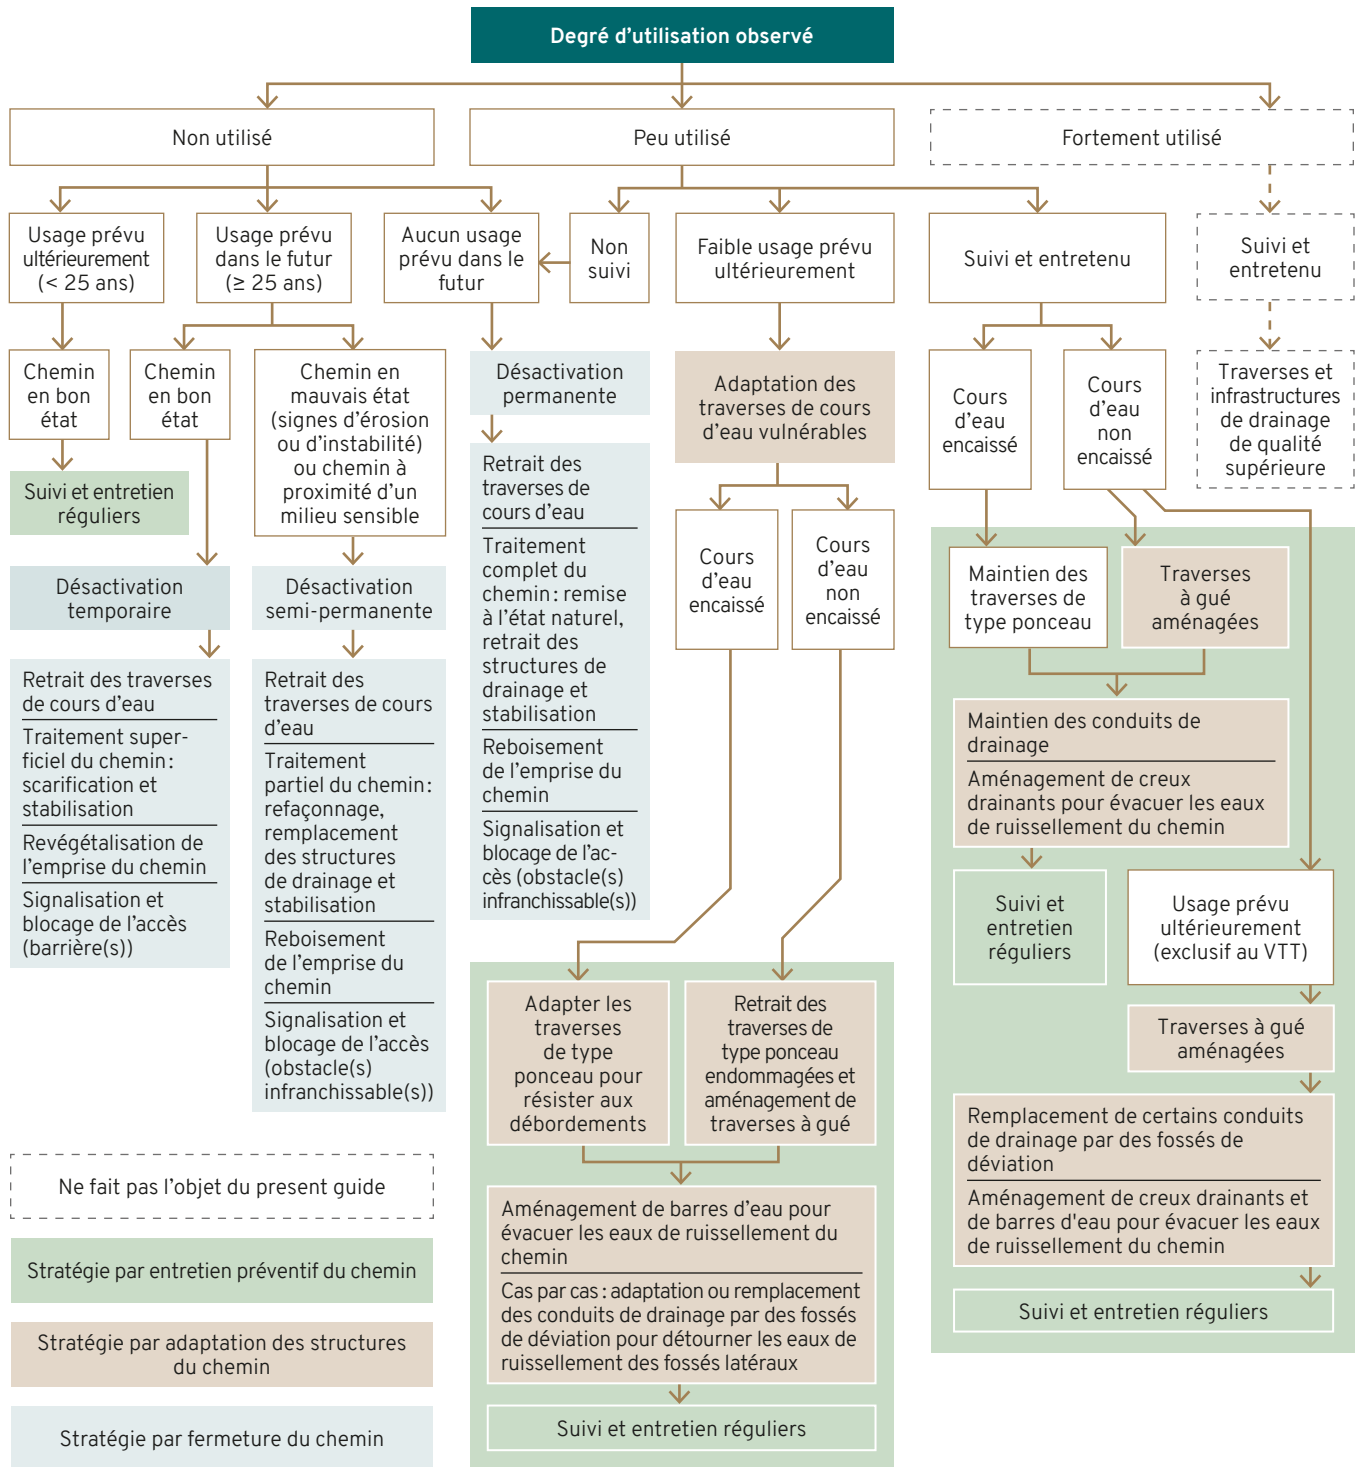 Degré d'utilisation observé
Non utilisé
Peu utilisé
Fortement utilisé
Usage prévu
ultérieurement
(< 25 ans)
Usage prévu
dans le futur
(≥ 25 ans)
Aucun usage
prévu dans le
futur
Non
suivi
Faible usage prévu
ultérieurement
Suivi et entretenu
Suivi et
entretenu
Chemin
en bon
état
Chemin
en bon
état
Chemin en
mauvais état
(signes d'érosion
ou d'instabilité)
ou chemin à
proximité d'un
milieu sensible
Désactivation
permanente
Adaptation des
traverses de cours
d'eau vulnérables
Cours
d'eau
encaissé
Cours
d'eau
non
encaissé
Traverses et
infrastructures
de drainage
de qualité
supérieure
Suivi et entretien
réguliers
Désactivation
temporaire
Désactivation
semi-permanente
Retrait des traverses
de cours d'eau
Traitement super-
ficiel du chemin :
scarification et
stabilisation
Revégétalisation de
l'emprise du chemin
Signalisation et
blocage de l'accès
(barrière(s))
Retrait des
traverses de cours
d'eau
Traitement
partiel du chemin :
refaçonnage,
remplacement
des structures
de drainage et
stabilisation
Reboisement
de l'emprise du
chemin
Signalisation et
blocage de l'accès
(obstacle(s)
infranchissable(s))
Retrait des
traverses de
cours d'eau
Traitement
complet du
chemin : remise
à l'état naturel,
retrait des
structures de
drainage et
stabilisation
Reboisement
de l'emprise du
chemin
Signalisation et
blocage de l'ac-
cès (obstacle(s)
infranchissable(s))
Cours
d'eau
encaissé
Cours
d'eau
non
encaissé
Adapter les
traverses
de type
ponceau pour
résister aux
débordements
Retrait des
traverses de
type ponceau
endommagées et
aménagement de
traverses à gué
Aménagement de barres d'eau pour
évacuer les eaux de ruissellement du
chemin
Cas par cas : adaptation ou remplacement
des conduits de drainage par des fossés
de déviation pour détourner les eaux de
ruissellement des fossés latéraux
Suivi et entretien réguliers
Maintien des
traverses de
type ponceau
Traverses
à gué
aménagées
Maintien des conduits de
drainage
Aménagement de creux
drainants pour évacuer les eaux
de ruissellement du chemin
Suivi et
entretien
réguliers
Usage prévu
ultérieurement
(exclusif au VTT)
Traverses à gué
aménagées
Remplacement de certains conduits
de drainage par des fossés de
déviation
Aménagement de creux drainants et
de barres d'eau pour évacuer les eaux
de ruissellement du chemin
Suivi et entretien réguliers
Ne fait pas l'objet du present guide
Stratégie par entretien préventif du chemin
Stratégie par adaptation des structures
du chemin
Stratégie par fermeture du chemin